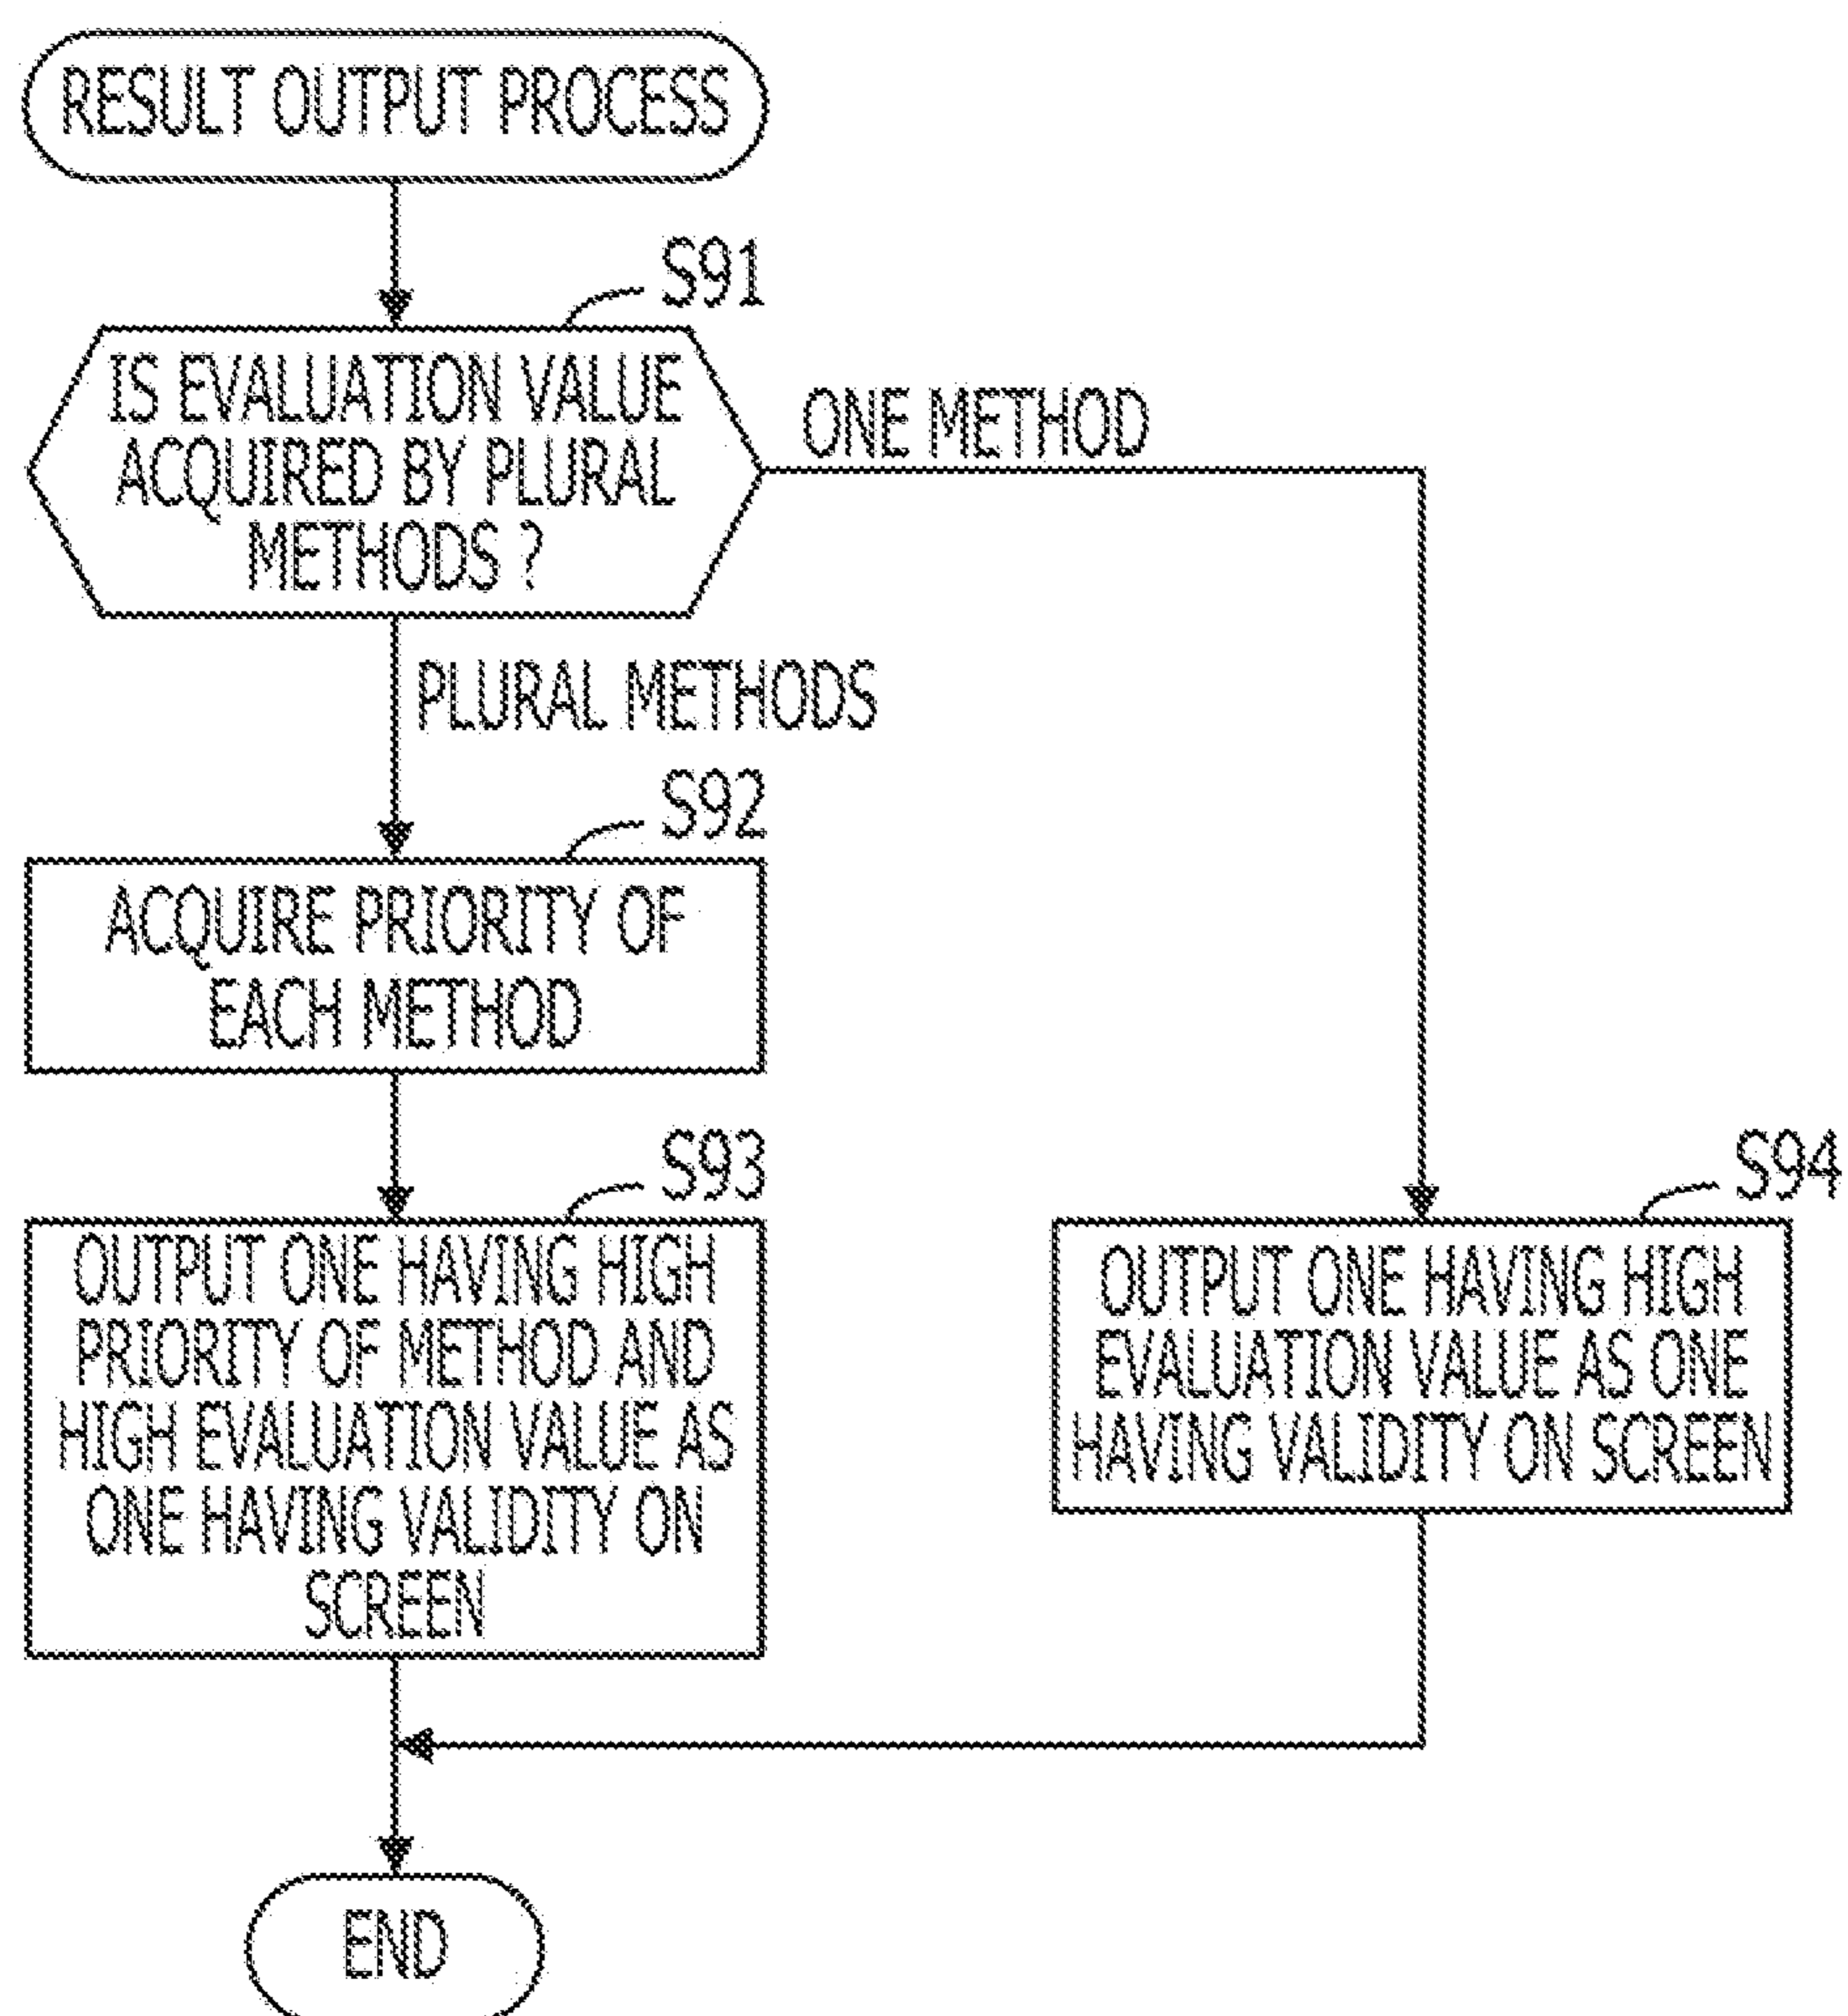 RESULT OUTPUT PROCESS
S91
IS EVALUATION VALUE
ACQUIRED BY PLURAL
METHODS ?
ONE METHOD
PLURAL METHODS
S92
ACQUIRE PRIORITY OF
EACH METHOD
S93
OUTPUT ONE HAVING HIGH
PRIORITY OF METHOD AND
HIGH EVALUATION VALUE AS
ONE HAVING VALIDITY ON
SCREEN
S94
OUTPUT ONE HAVING HIGH
EVALUATION VALUE AS ONE
HAVING VALIDITY ON SCREEN
END